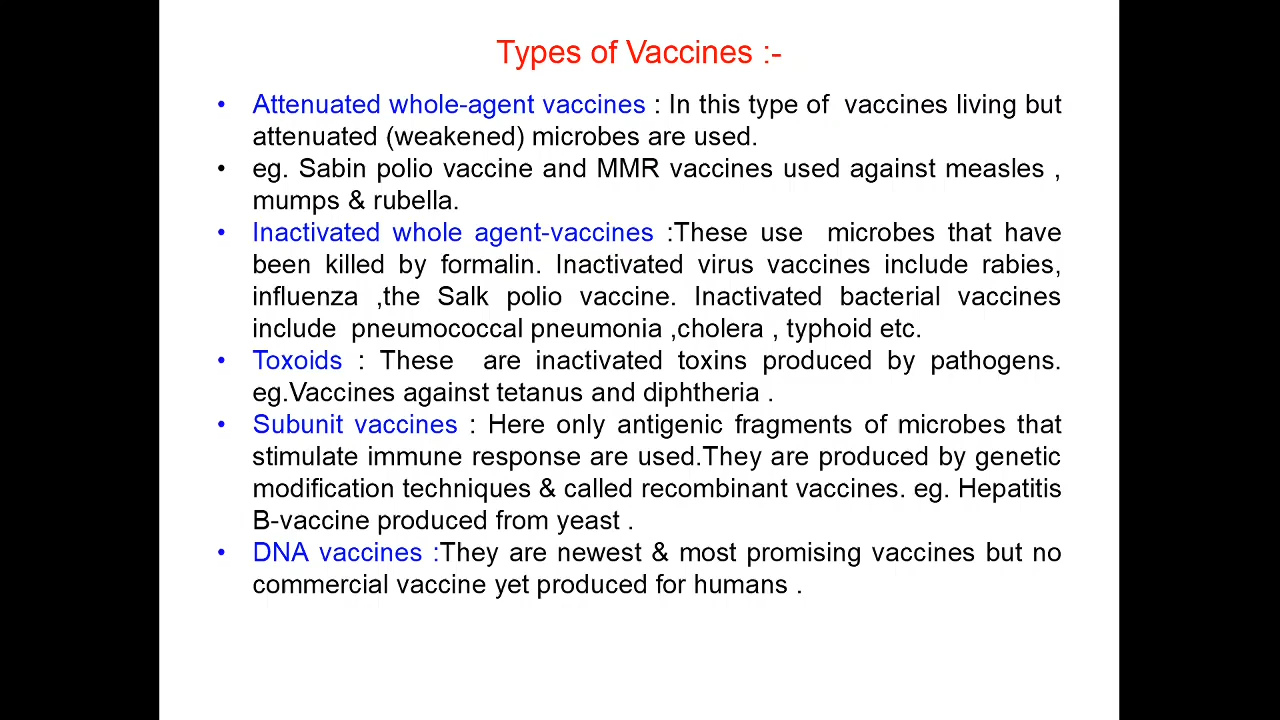 Types of Vaccines :-
• Attenuated whole-agent vaccines : In this type of vaccines living but
attenuated (weakened) microbes are used.
• eg. Sabin polio vaccine and MMR vaccines used against measles ,
mumps & rubella.
• Inactivated whole agent-vaccines :These use microbes that have
been killed by formalin. Inactivated virus vaccines include rabies,
influenza ,the Salk polio vaccine. Inactivated bacterial vaccines
include pneumococcal pneumonia ,cholera , typhoid etc.
• Toxoids : These are inactivated toxins produced by pathogens.
eg.Vaccines against tetanus and diphtheria .
• Subunit vaccines : Here only antigenic fragments of microbes that
stimulate immune response are used.They are produced by genetic
modification techniques & called recombinant vaccines. eg. Hepatitis
B-vaccine produced from yeast .
• DNA vaccines :They are newest & most promising vaccines but no
commercial vaccine yet produced for humans .